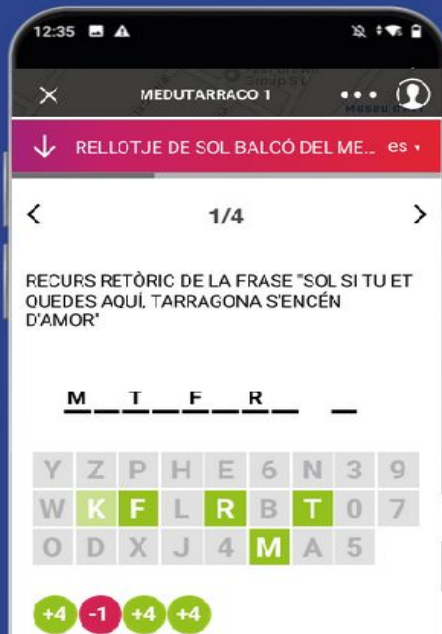 12:35
MEDUTARRACO 1
RELLOTJE DE SOL BALCÓ DEL ME... es
1/4
RECURS RETÒRIC DE LA FRASE "SOL SI TU ET
QUEDES AQUÍ, TARRAGONA S'ENCÉN
D'AMOR"
M__T__F__R__ _
Y Z P H E 6 N 3 9
W K F L R B T 0 7
O D X J 4 M A 5
+4 -1 +4 +4